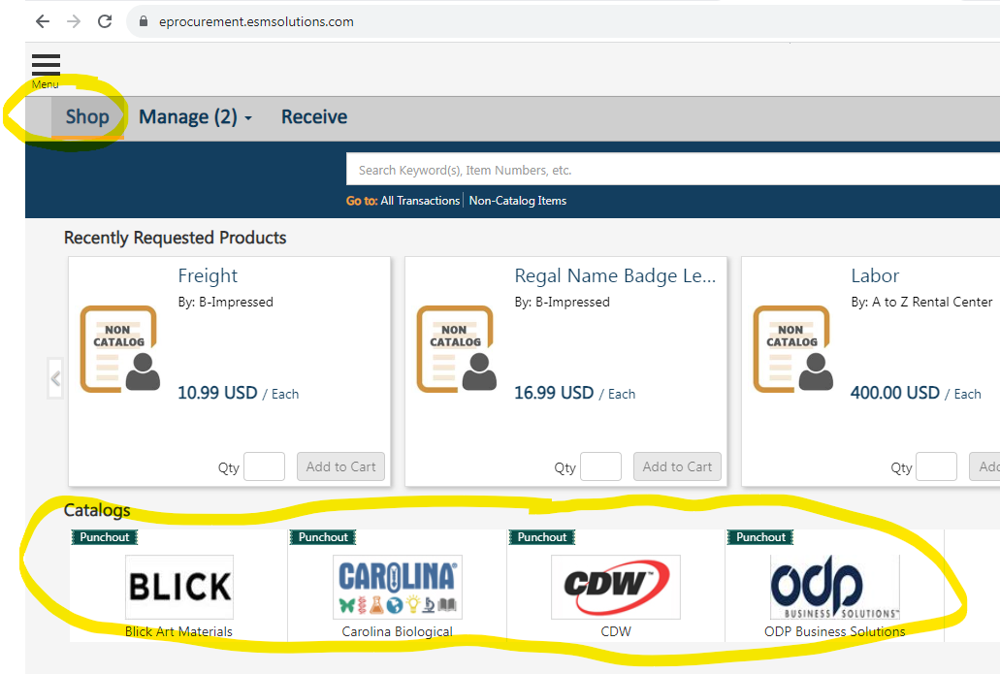 eprocurement.esmsolutions.com
Menu
Shop Manage (2) Receive
Search Keyword(s), Item Numbers, etc.
Go to: All Transactions Non-Catalog Items
Recently Requested Products
Freight
By: B-Impressed
NON
CATALOG
10.99 USD / Each
Qty Add to Cart
Regal Name Badge Le...
By: B-Impressed
NON
CATALOG
16.99 USD / Each
Qty Add to Cart
Labor
By: A to Z Rental Center
NON
CATALOG
400.00 USD / Each
Qty Add
Catalogs
Punchout
BLICK
Blick Art Materials
Punchout
CAROLINA®
Carolina Biological
Punchout
CDW™
CDW
Punchout
odp
BUSINESS SOLUTIONS™
ODP Business Solutions